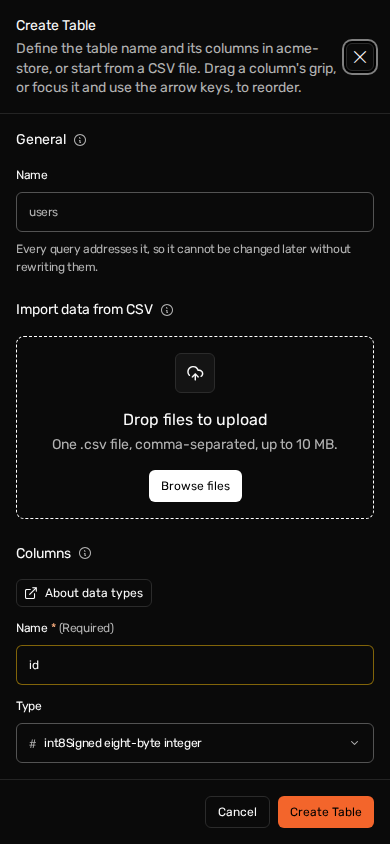 Create Table
Define the table name and its columns in acme-
store, or start from a CSV file. Drag a column's grip,
or focus it and use the arrow keys, to reorder.
General
Name
users
Every query addresses it, so it cannot be changed later without
rewriting them.
Import data from CSV
Drop files to upload
One .csv file, comma-separated, up to 10 MB.
Browse files
Columns
About data types
Name * (Required)
id
Type
# int8Signed eight-byte integer
Cancel
Create Table